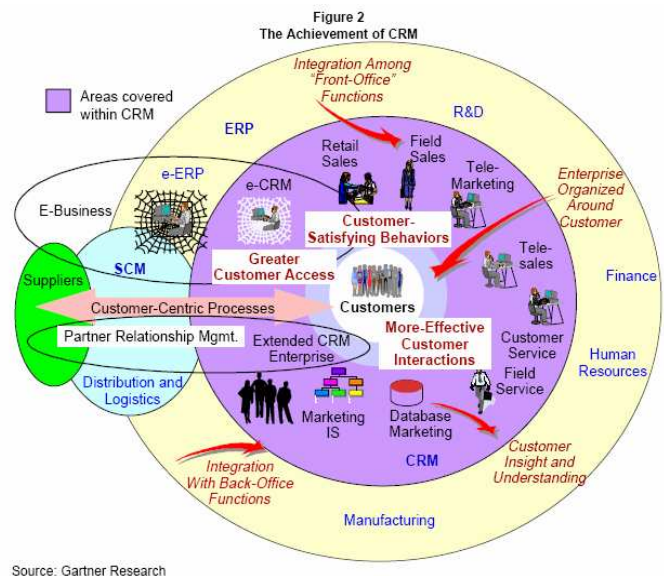 Figure 2
The Achievement of CRM
Areas covered
within CRM
Integration Among
"Front-Office"
Functions
ERP
R&D
e-ERP
E-Business
Retail
Sales
Field
Sales
Tele-
Marketing
e-CRM
Enterprise
Organized
Around
Customer
Customer-
Satisfying Behaviors
Greater
Customer Access
Tele-
sales
Suppliers
SCM
Finance
Customers
Customer-Centric Processes
Partner Relationship Mgmt.
Extended CRM
Enterprise
More-Effective
Customer
Interactions
Customer
Service
Human
Resources
Distribution and
Logistics
Field
Service
Marketing
IS
Database
Marketing
CRM
Integration
With Back-Office
Functions
Customer
Insight and
Understanding
Manufacturing
Source: Gartner Research